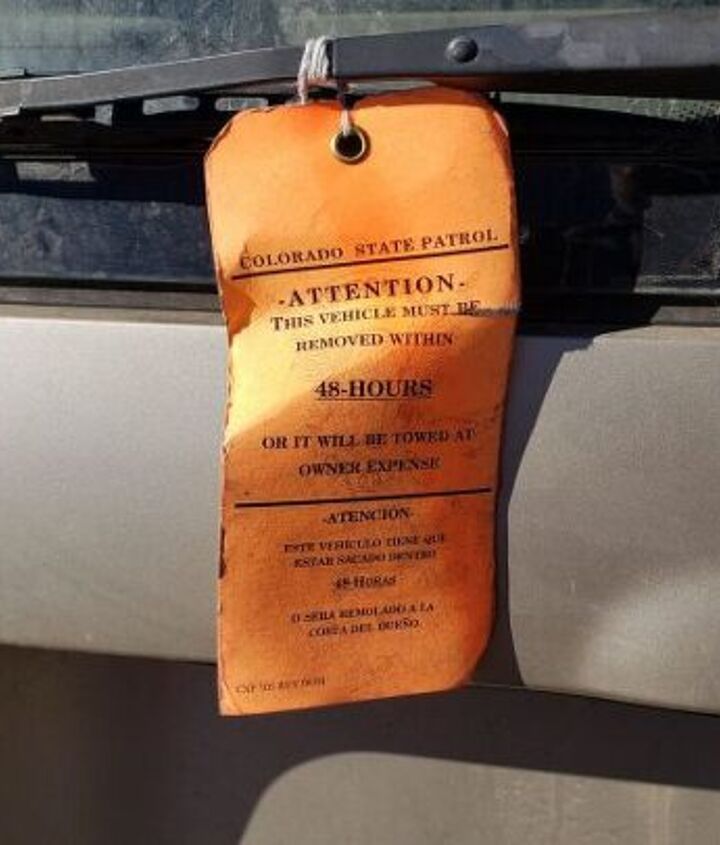 COLORADO STATE PATROL
-ATTENTION-
THIS VEHICLE MUST BE
REMOVED WITHIN
48-HOURS
OR IT WILL BE TOWED AT
OWNER EXPENSE
-ATENCION-
ESTE VEHICULO TIENE QUE
ESTAR SACADO DENTRO
48-HORAS
O SERA REMOLADO A LA
COSTA DEL DUEÑO.